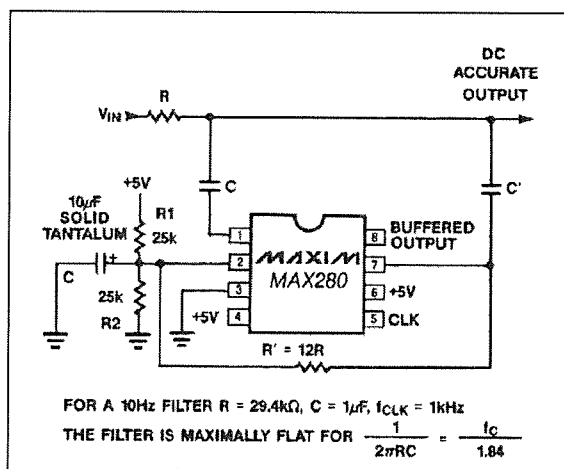 DC
ACCURATE
OUTPUT
R
VIN
C
C'
+5V
10µF
SOLID
TANTALUM
R1
25k
C
+
25k
R2
1
2
3
4
+5V
MAXIM
MAX280
8
7
6
5
BUFFERED
OUTPUT
+5V
CLK
R' = 12R
FOR A 10Hz FILTER R = 29.4kΩ, C = 1µF, fCLK = 1kHz
THE FILTER IS MAXIMALLY FLAT FOR 1/2πRC = fC/1.84